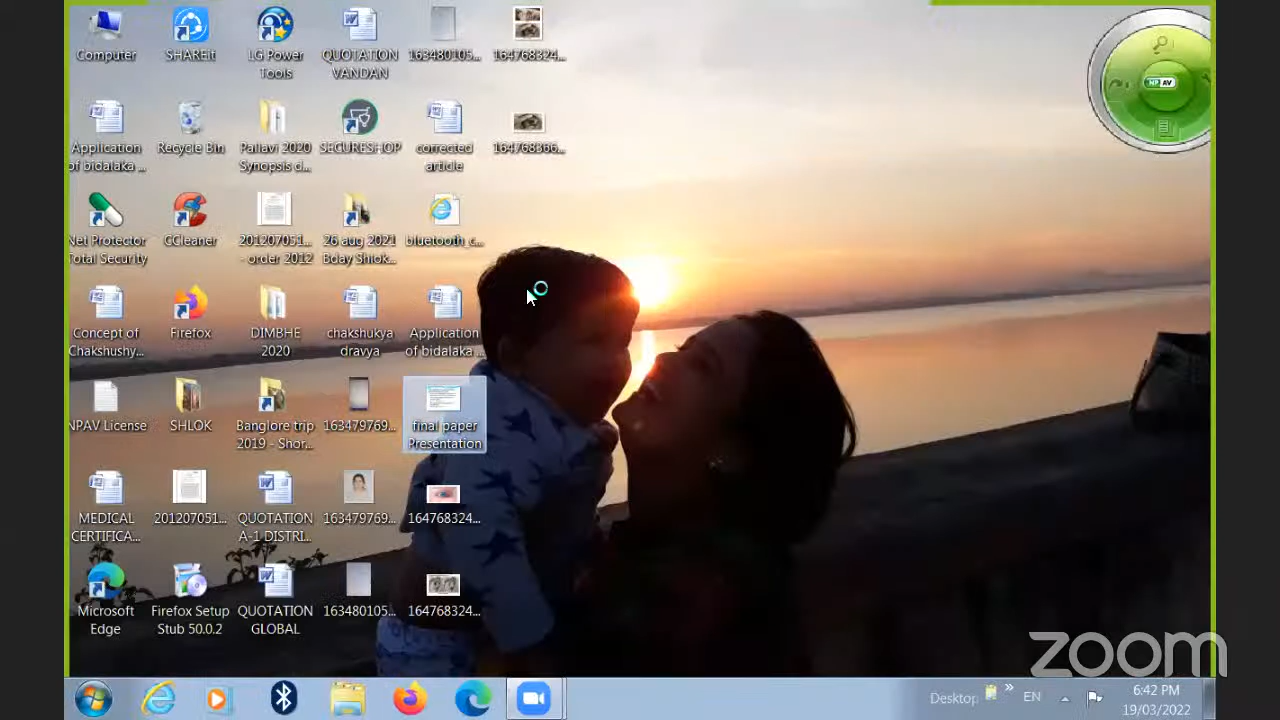 Computer
SHAREit
LG Power
Tools
QUOTATION
VANDAN
163480105...
164768324...
Application
of bidalaka ...
Recycle Bin
Pallavi 2020
Synopsis d...
SECURESHOP
corrected
article
164768366...
Net Protector
Total Security
CCleaner
201207051...
- order 2012
26 aug 2021
Bday Shlok...
bluetooth_c...
Concept of
Chakshushy...
Firefox
DIMBHE
2020
chakshukya
dravya
Application
of bidalaka ...
NPAV License
SHLOK
Banglore trip
2019 - Shor...
163479769...
final paper
Presentation
MEDICAL
CERTIFICA...
201207051...
QUOTATION
A-1 DISTRI...
163479769...
164768324...
Microsoft
Edge
Firefox Setup
Stub 50.0.2
QUOTATION
GLOBAL
163480105...
164768324...
NP AV
zoom
Desktop
»
EN
6:42 PM
19/03/2022